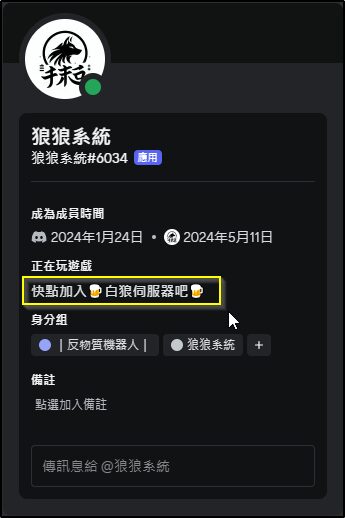 狼狼系統
狼狼系統#6034 應用
成為成員時間
2024年1月24日 • 2024年5月11日
正在玩遊戲
快點加入🍺白狼伺服器吧🍺
身分組
｜反物質機器人｜ 狼狼系統 +
備註
點選加入備註
傳訊息給 @狼狼系統